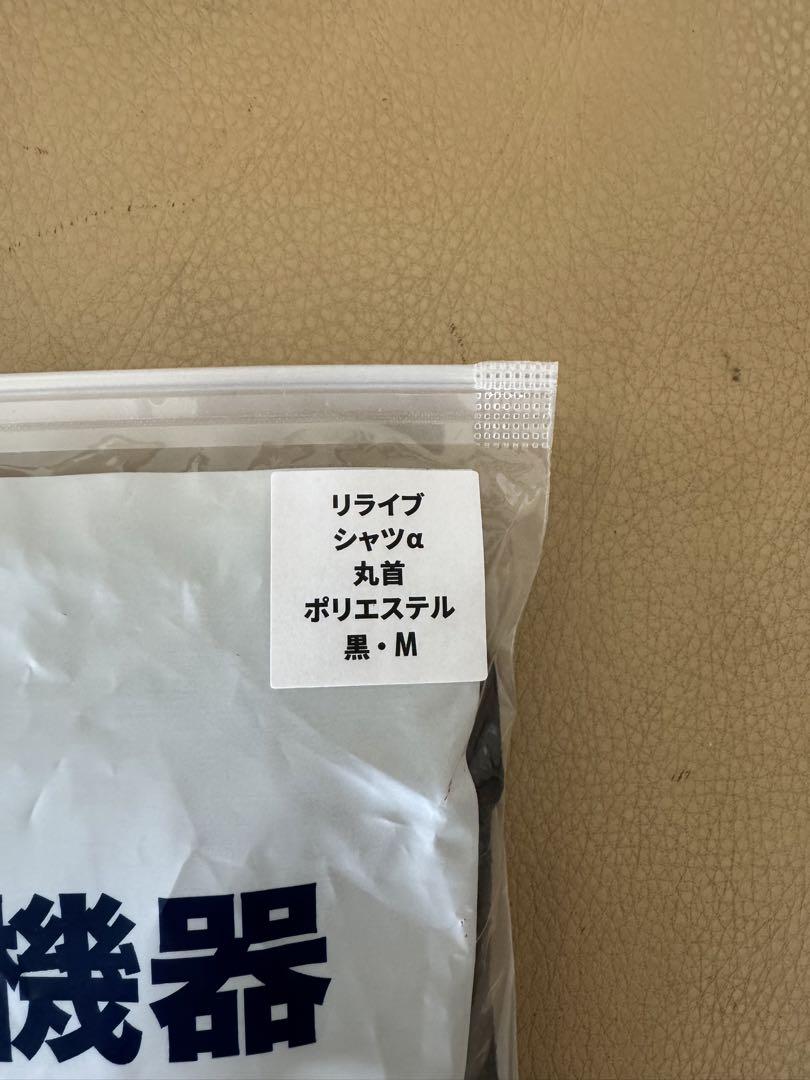 リライブ
シャツα
丸首
ポリエステル
黒・M
機器